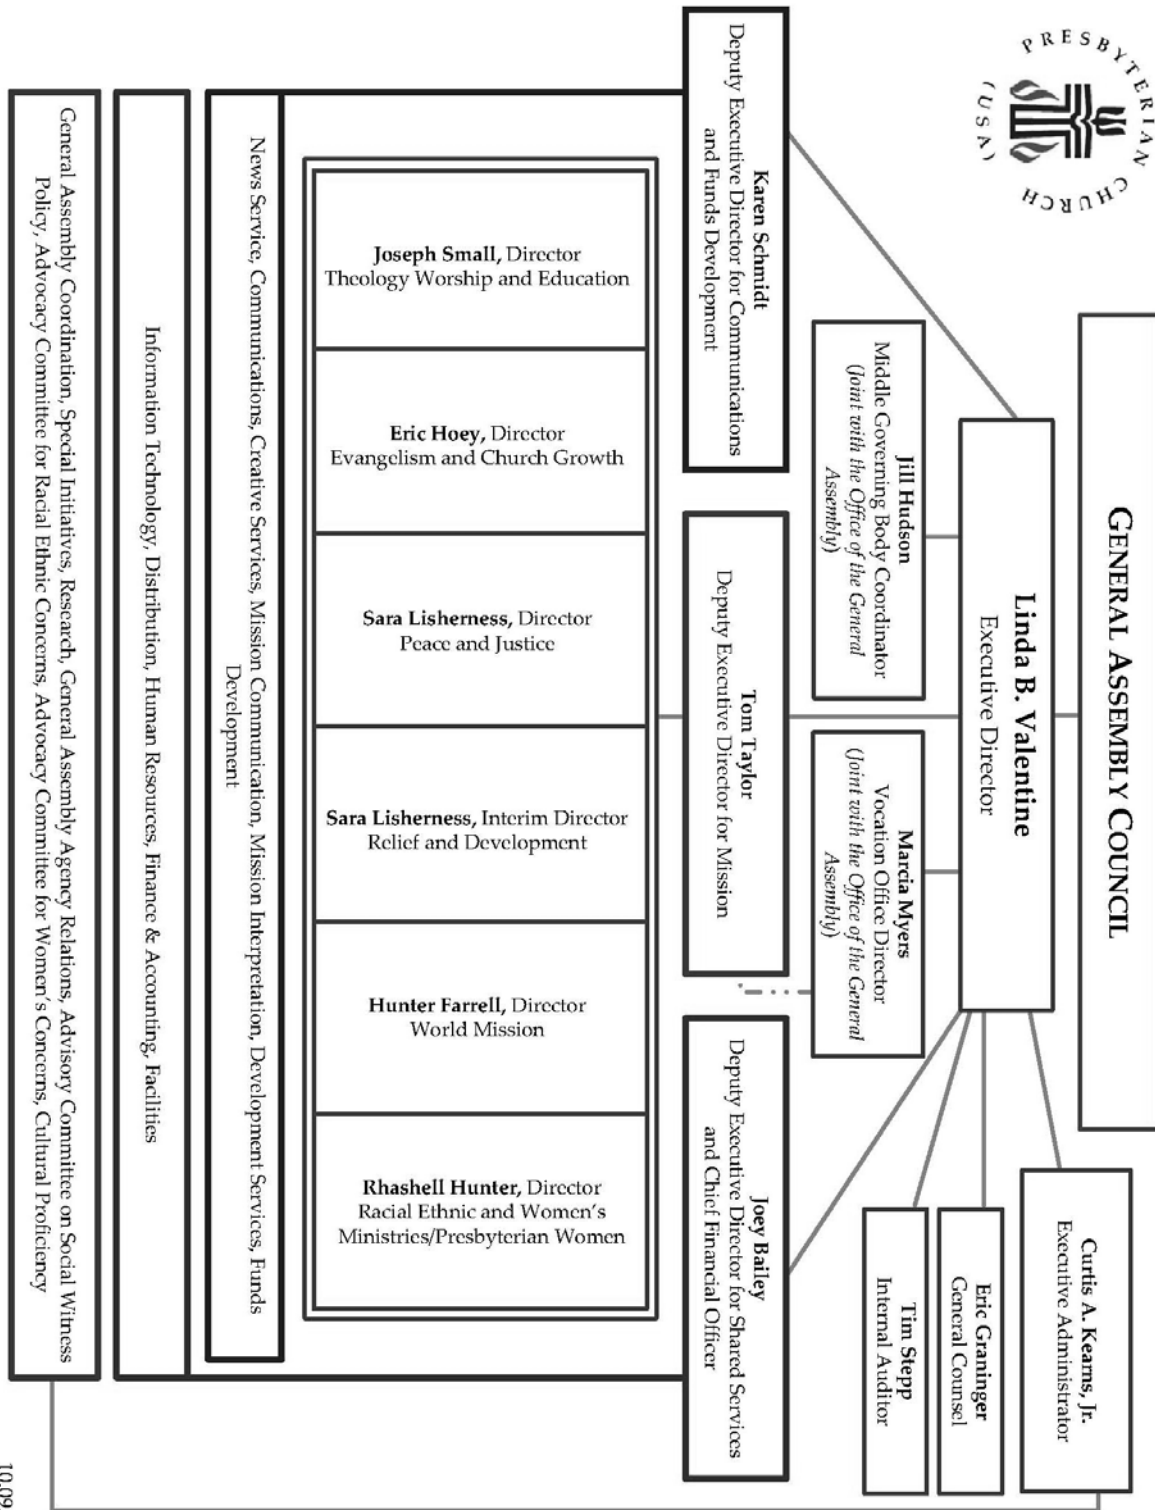 PRESBYTERIAN CHURCH
(USA)
GENERAL ASSEMBLY COUNCIL
Linda B. Valentine
Executive Director
Curtis A. Kearns, Jr.
Executive Administrator
Eric Graninger
General Counsel
Tim Stepp
Internal Auditor
Jill Hudson
Middle Governing Body Coordinator
(Joint with the Office of the General
Assembly)
Marcia Myers
Vocation Office Director
(Joint with the Office of the General
Assembly)
Karen Schmidt
Deputy Executive Director for Communications
and Funds Development
Tom Taylor
Deputy Executive Director for Mission
Joey Bailey
Deputy Executive Director for Shared Services
and Chief Financial Officer
Joseph Small, Director
Theology Worship and Education
Eric Hoey, Director
Evangelism and Church Growth
Sara Lisherness, Director
Peace and Justice
Sara Lisherness, Interim Director
Relief and Development
Hunter Farrell, Director
World Mission
Rhashell Hunter, Director
Racial Ethnic and Women's
Ministries/Presbyterian Women
News Service, Communications, Creative Services, Mission Communication, Mission Interpretation, Development Services, Funds
Development
Information Technology, Distribution, Human Resources, Finance & Accounting, Facilities
General Assembly Coordination, Special Initiatives, Research, General Assembly Agency Relations, Advisory Committee on Social Witness
Policy, Advocacy Committee for Racial Ethnic Concerns, Advocacy Committee for Women's Concerns, Cultural Proficiency
10.09.